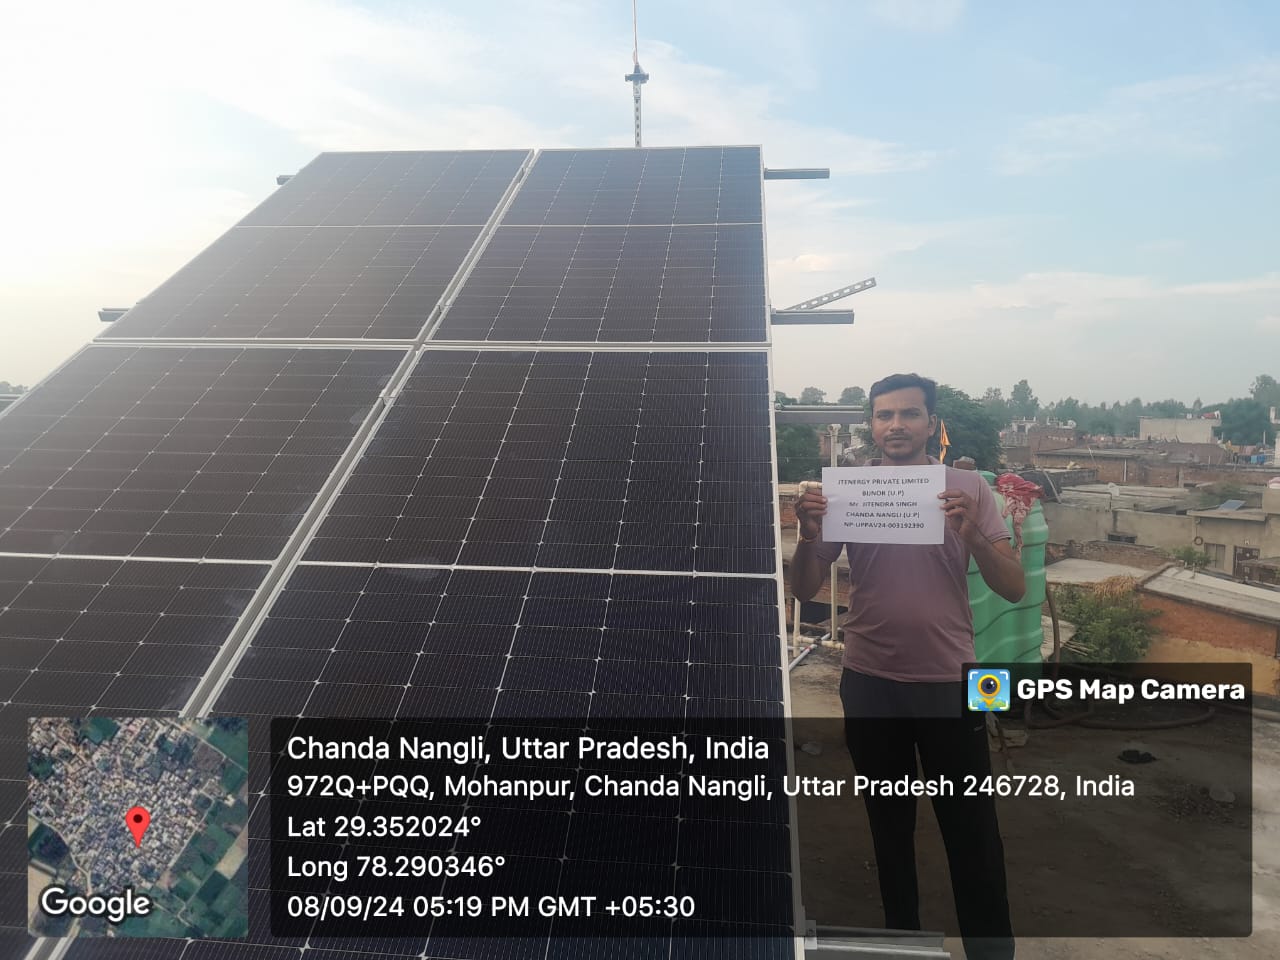 JTENERGY PRIVATE LIMITED
BIJNOR (U.P)
Mr. JITENDRA SINGH
CHANDA NANGLI (U.P)
NP-UPPAV24-003192390
GPS Map Camera
Chanda Nangli, Uttar Pradesh, India
972Q+PQQ, Mohanpur, Chanda Nangli, Uttar Pradesh 246728, India
Lat 29.352024°
Long 78.290346°
08/09/24 05:19 PM GMT +05:30
Google